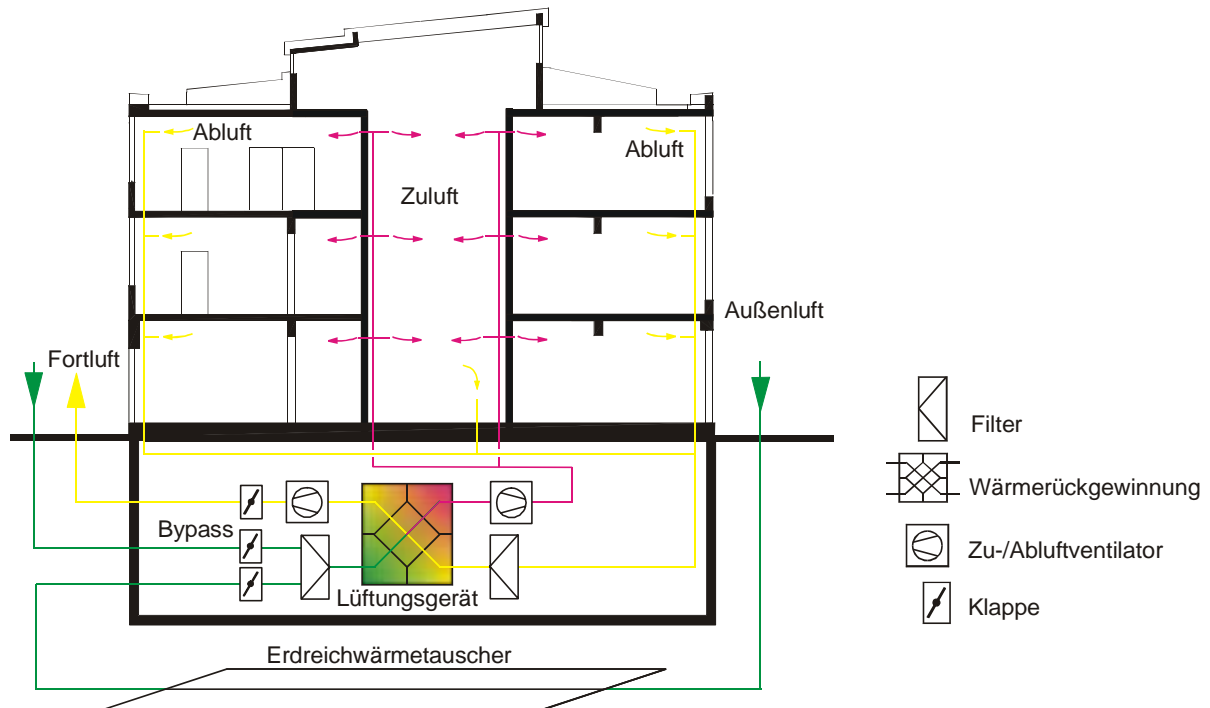 Abluft
Abluft
Zuluft
Außenluft
Fortluft
Filter
Wärmerückgewinnung
Bypass
Zu-/Abluftventilator
Lüftungsgerät
Klappe
Erdreichwärmetauscher